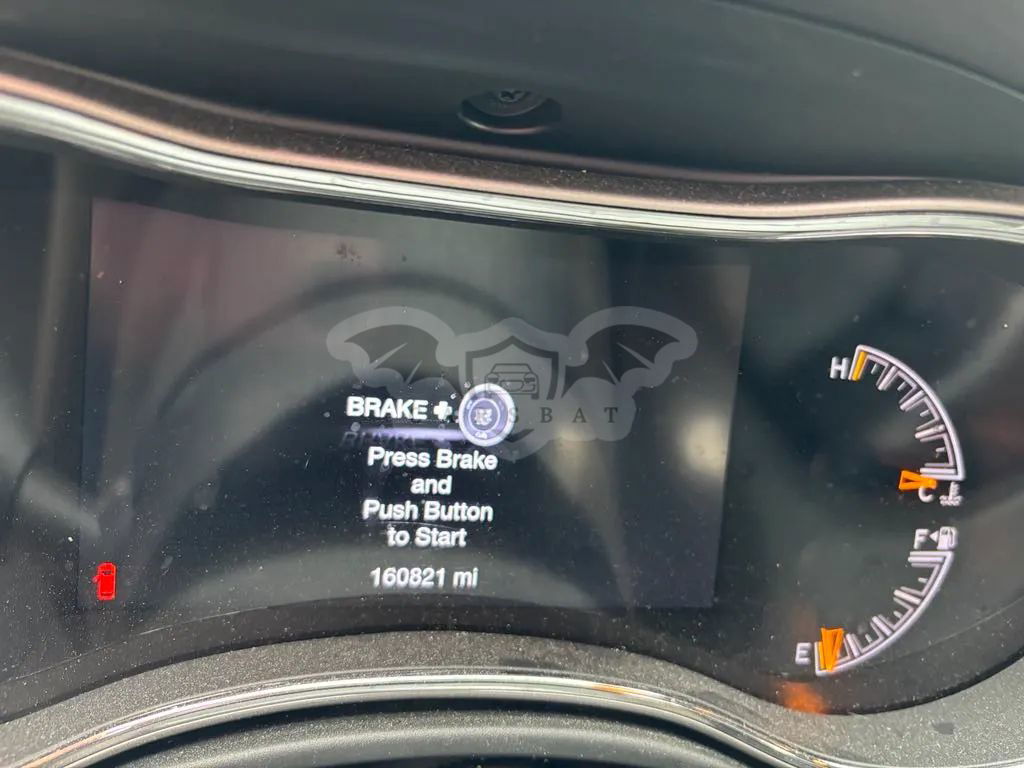 BRAKE +
Press Brake
and
Push Button
to Start
160821 mi
H
C
F
E